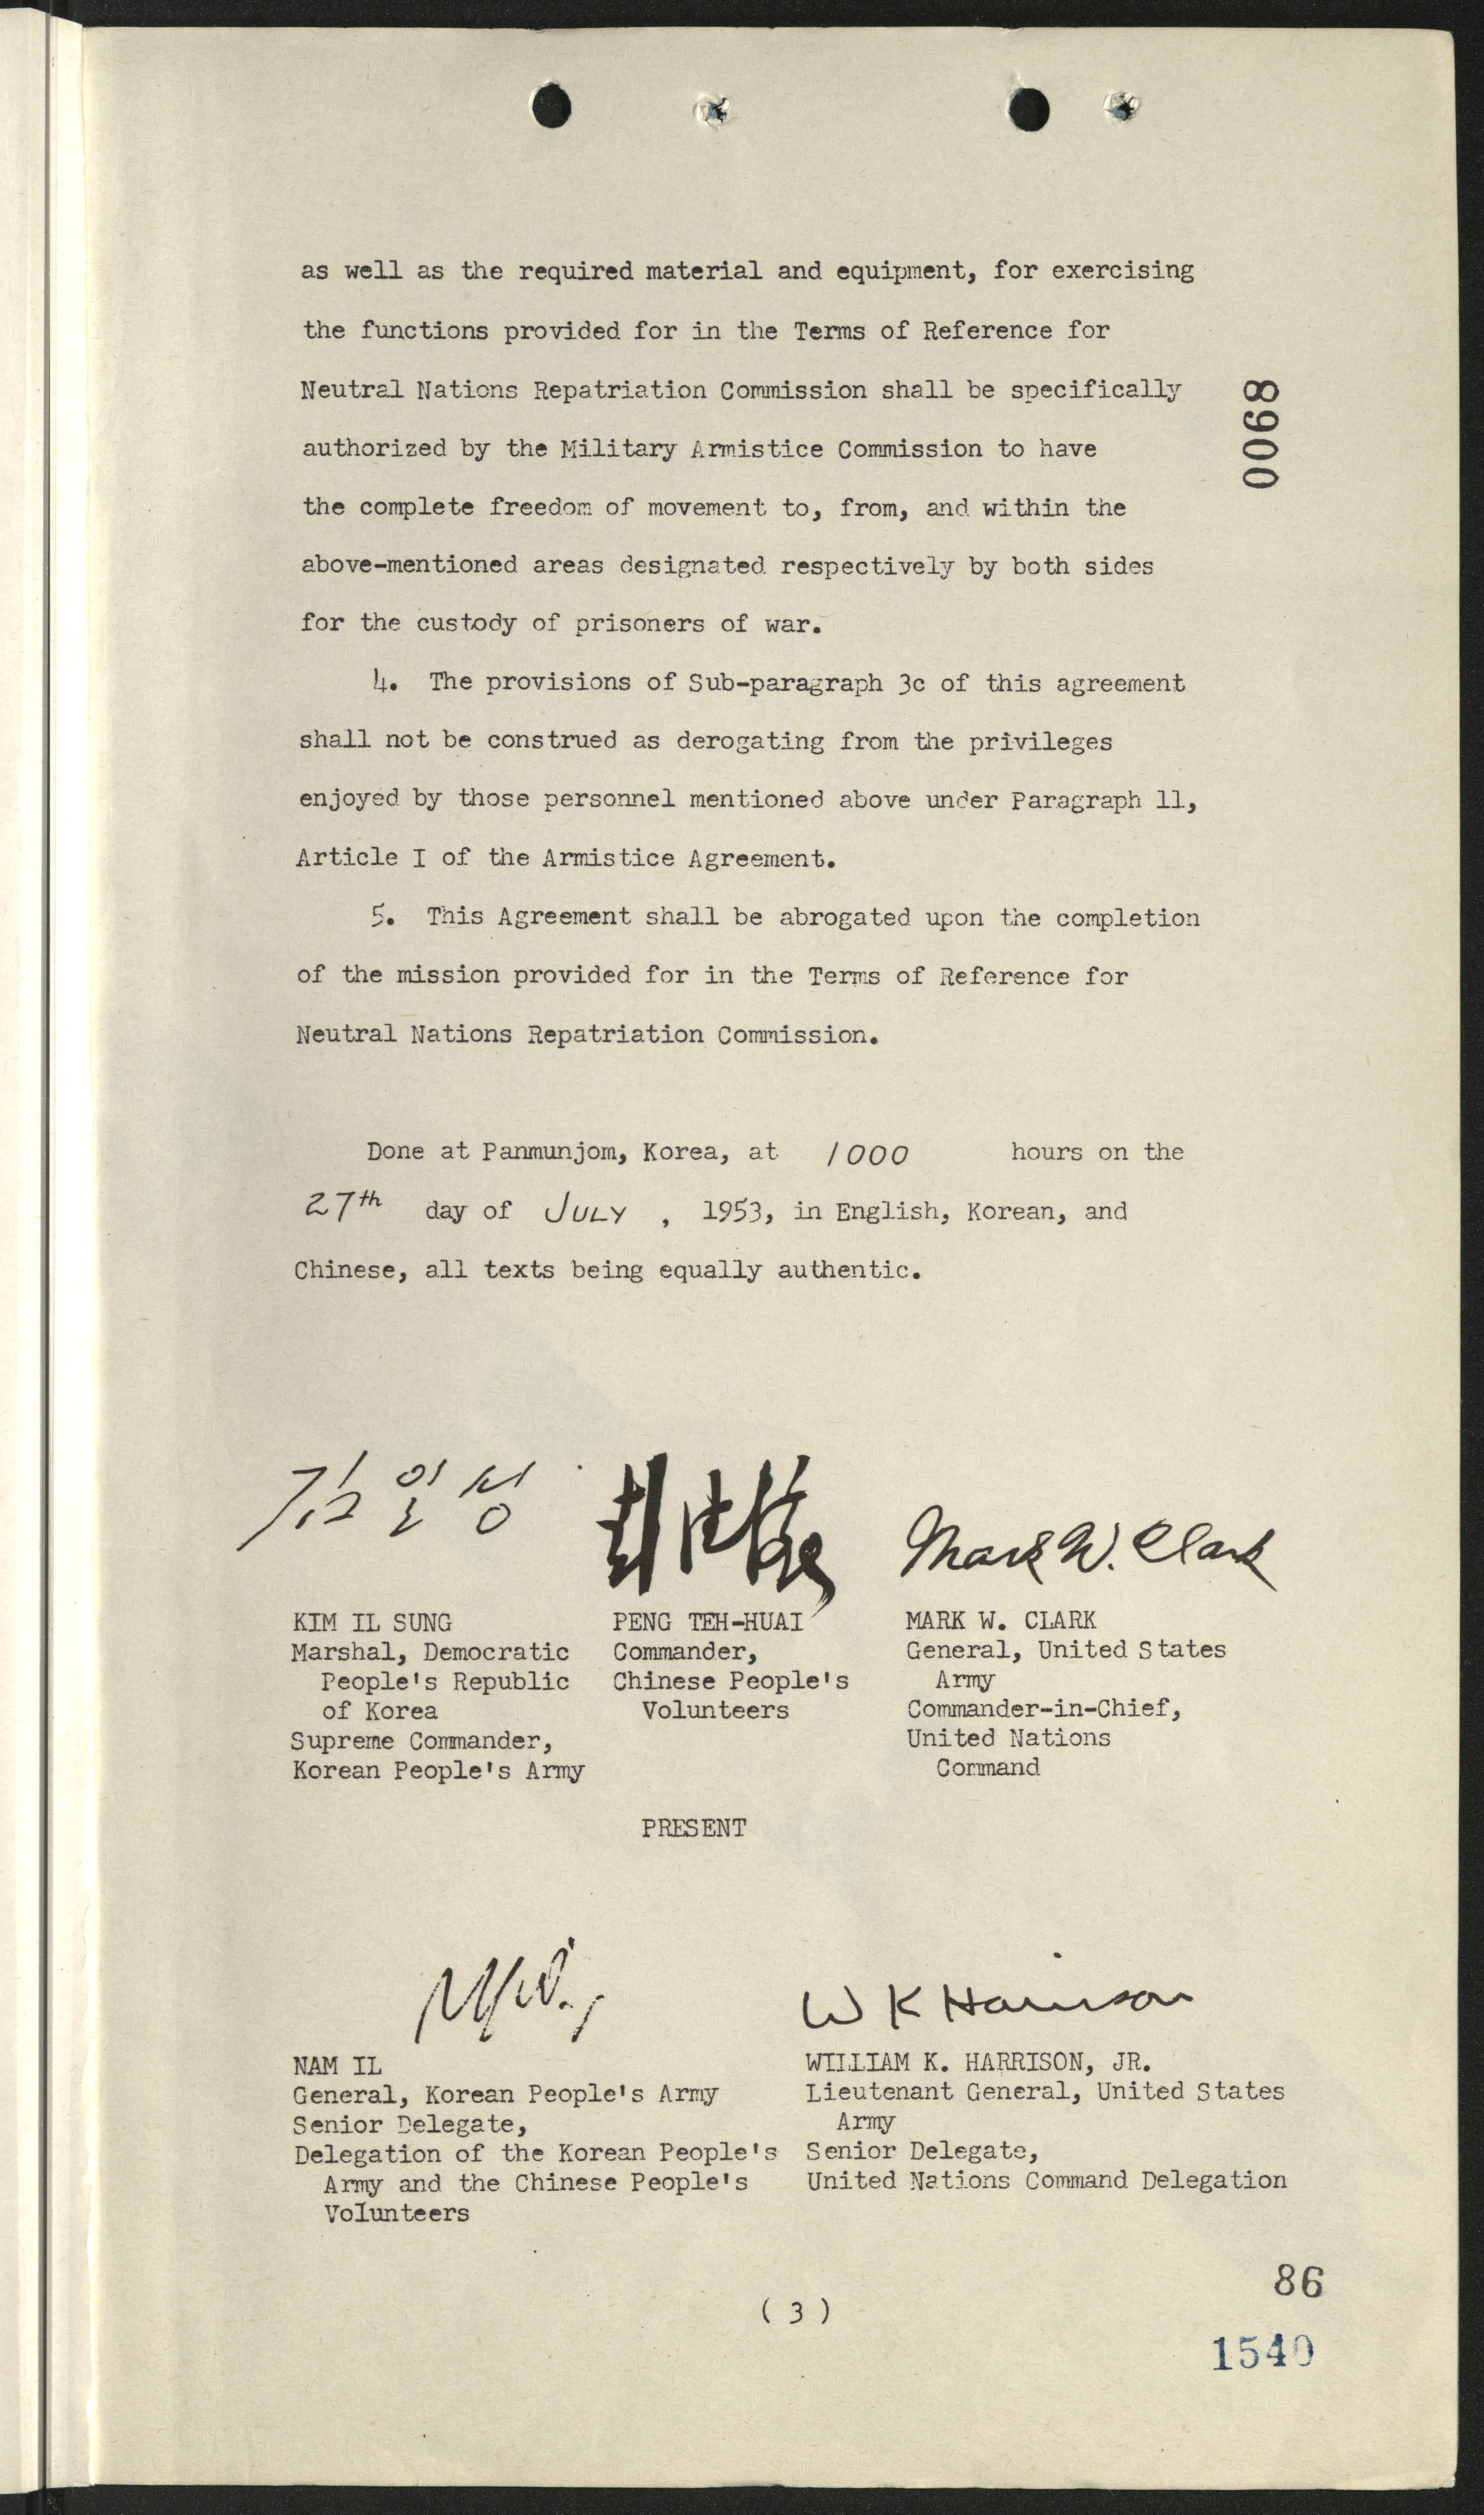 as well as the required material and equipment, for exercising
the functions provided for in the Terms of Reference for
Neutral Nations Repatriation Commission shall be specifically
authorized by the Military Armistice Commission to have
the complete freedom of movement to, from, and within the
above-mentioned areas designated respectively by both sides
for the custody of prisoners of war.
4. The provisions of Sub-paragraph 3c of this agreement
shall not be construed as derogating from the privileges
enjoyed by those personnel mentioned above under Paragraph 11,
Article I of the Armistice Agreement.
5. This Agreement shall be abrogated upon the completion
of the mission provided for in the Terms of Reference for
Neutral Nations Repatriation Commission.
0068
Done at Panmunjom, Korea, at 1000 hours on the
27th day of JULY , 1953, in English, Korean, and
Chinese, all texts being equally authentic.
김일성
彭德懷
Mark W. Clark
KIM IL SUNG
Marshal, Democratic
People's Republic
of Korea
Supreme Commander,
Korean People's Army
PENG TEH-HUAI
Commander,
Chinese People's
Volunteers
MARK W. CLARK
General, United States
Army
Commander-in-Chief,
United Nations
Command
PRESENT
W K Harrison
NAM IL
General, Korean People's Army
Senior Delegate,
Delegation of the Korean People's
Army and the Chinese People's
Volunteers
WILLIAM K. HARRISON, JR.
Lieutenant General, United States
Army
Senior Delegate,
United Nations Command Delegation
86
( 3 )
1540